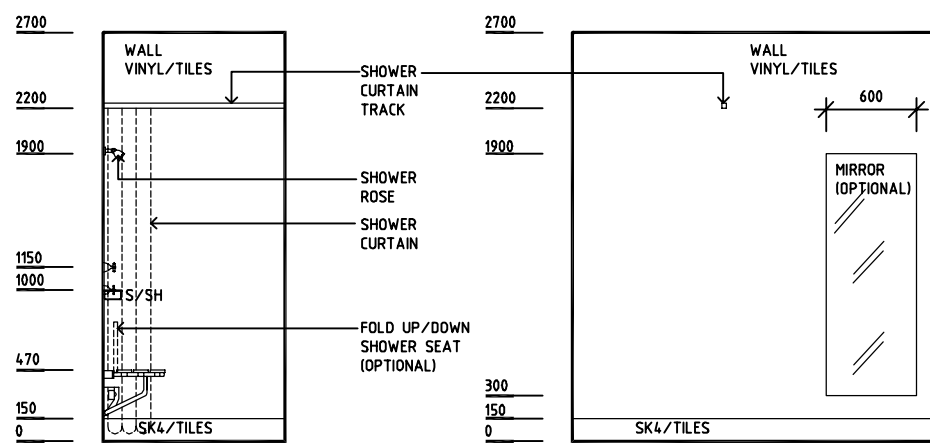 2700
WALL
VINYL/TILES
2200
1900
1150
1000
S/SH
470
150
0
SK4/TILES
SHOWER
CURTAIN
TRACK
SHOWER
ROSE
SHOWER
CURTAIN
FOLD UP/DOWN
SHOWER SEAT
(OPTIONAL)
2700
WALL
VINYL/TILES
2200
600
1900
MIRROR
(OPTIONAL)
300
150
0
SK4/TILES